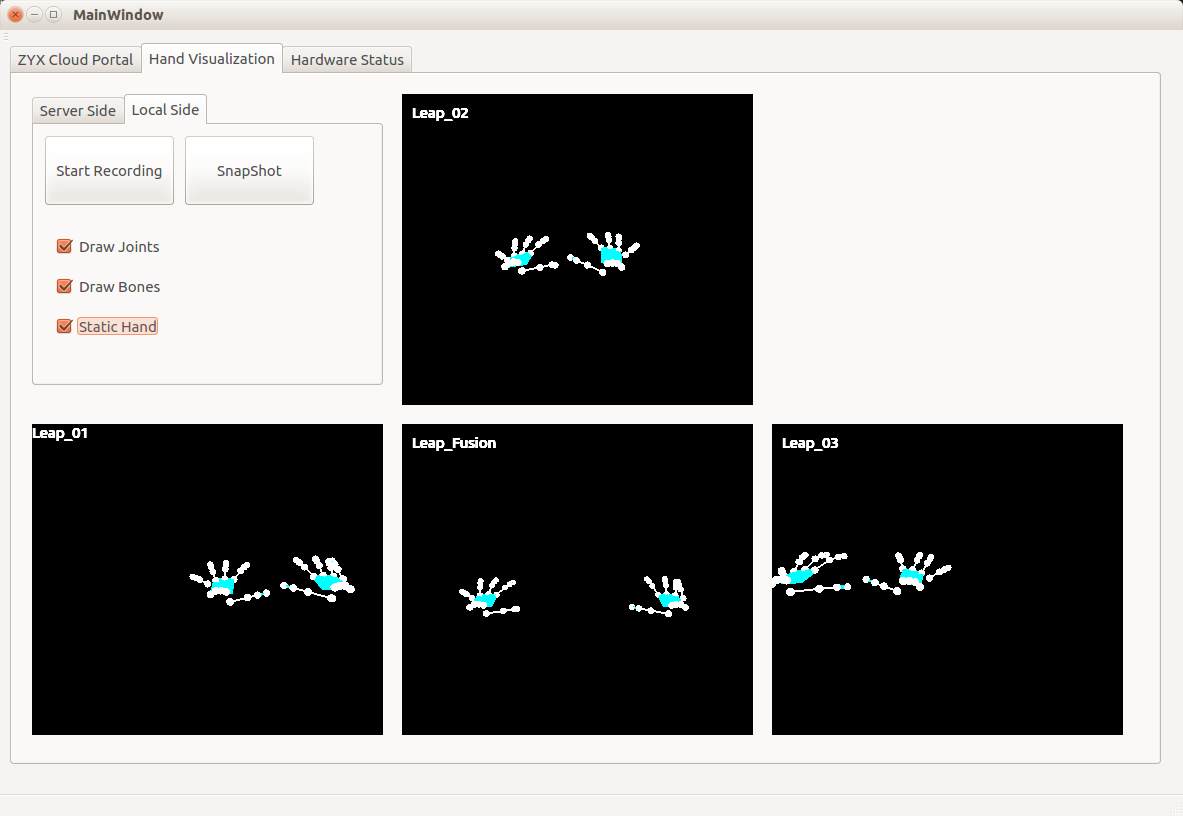 MainWindow
ZYX Cloud Portal
Hand Visualization
Hardware Status
Server Side
Local Side
Start Recording
SnapShot
Draw Joints
Draw Bones
Static Hand
Leap_02
Leap_01
Leap_Fusion
Leap_03